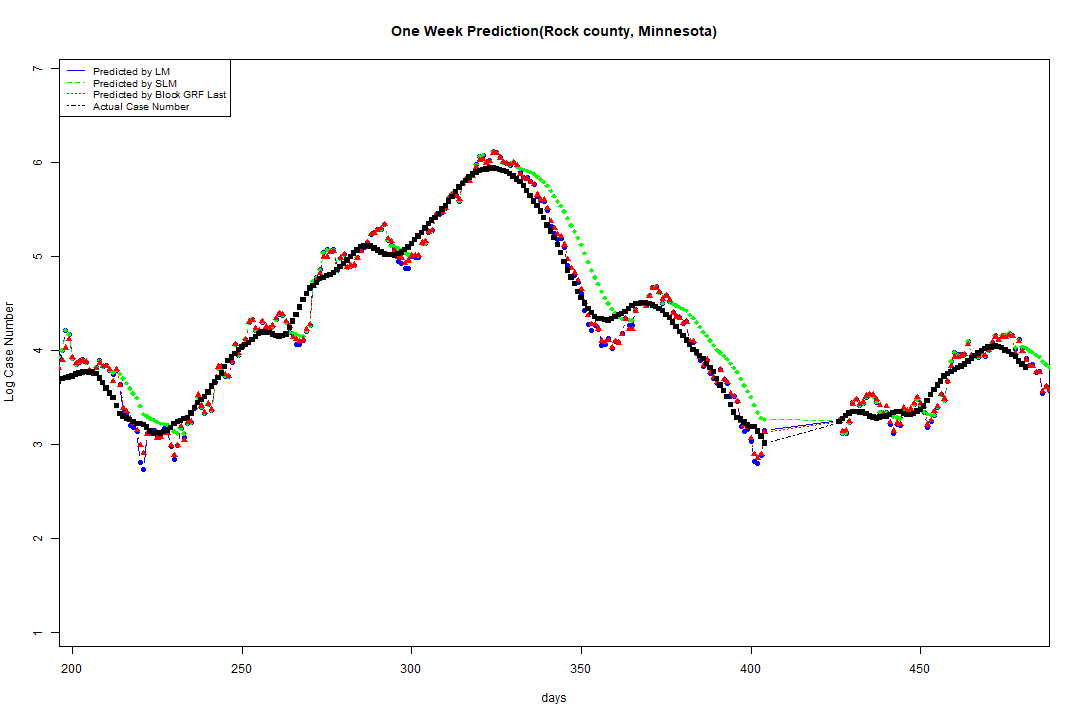 One Week Prediction(Rock county, Minnesota)
Predicted by LM
Predicted by SLM
Predicted by Block GRF Last
Actual Case Number
7
6
5
4
3
2
1
Log Case Number
200 250 300 350 400 450
days